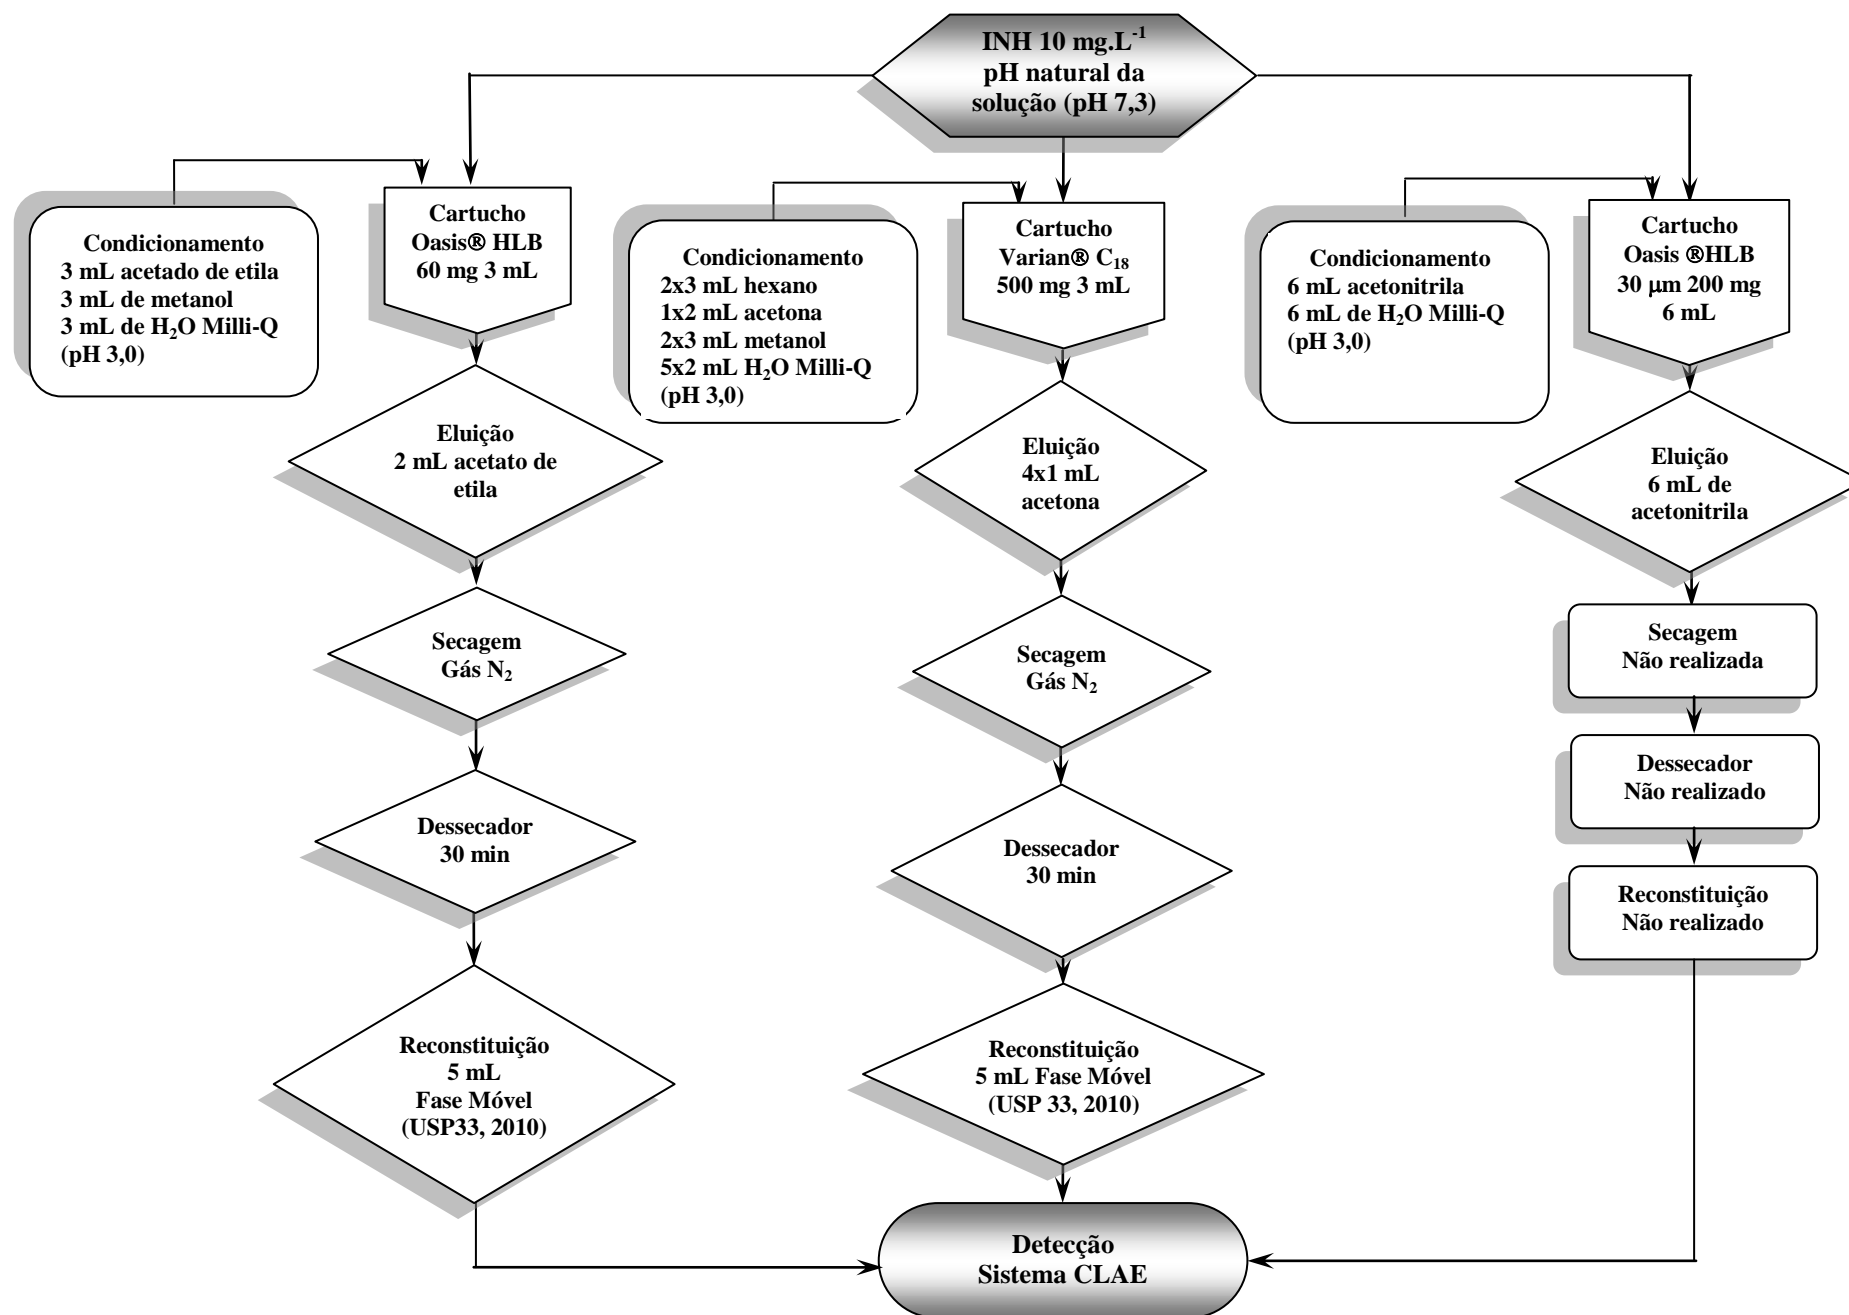 INH 10 mg.L⁻¹
pH natural da
solução (pH 7,3)
Condicionamento
3 mL acetado de etila
3 mL de metanol
3 mL de H₂O Milli-Q
(pH 3,0)
Cartucho
Oasis® HLB
60 mg 3 mL
Condicionamento
2x3 mL hexano
1x2 mL acetona
2x3 mL metanol
5x2 mL H₂O Milli-Q
(pH 3,0)
Cartucho
Varian® C₁₈
500 mg 3 mL
Condicionamento
6 mL acetonitrila
6 mL de H₂O Milli-Q
(pH 3,0)
Cartucho
Oasis ®HLB
30 µm 200 mg
6 mL
Eluição
2 mL acetato de
etila
Eluição
4x1 mL
acetona
Eluição
6 mL de
acetonitrila
Secagem
Gás N₂
Secagem
Gás N₂
Secagem
Não realizada
Dessecador
30 min
Dessecador
30 min
Dessecador
Não realizado
Reconstituição
5 mL
Fase Móvel
(USP33, 2010)
Reconstituição
5 mL Fase Móvel
(USP 33, 2010)
Reconstituição
Não realizado
Detecção
Sistema CLAE